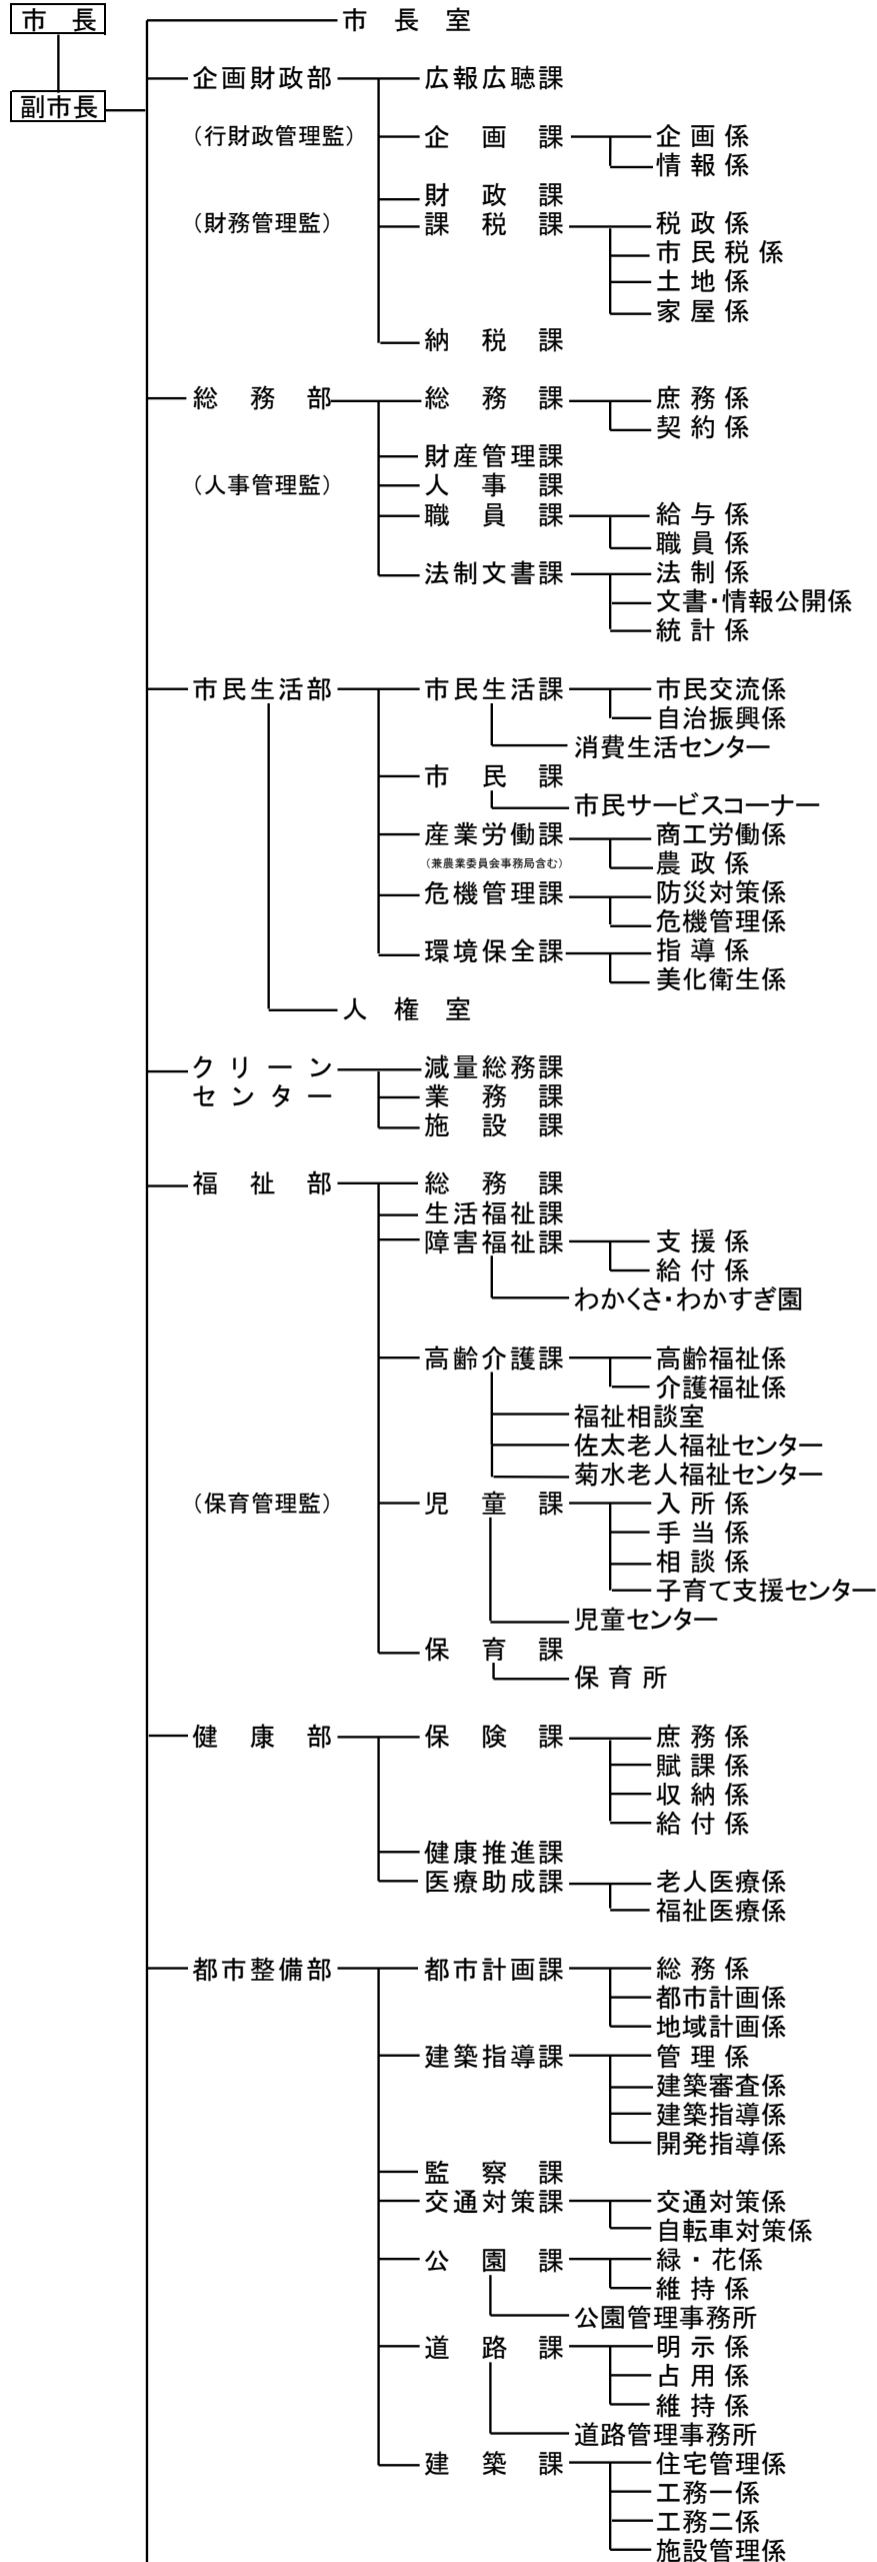 市長
市長室
企画財政部 広報広聴課
副市長
（行財政管理監） 企画課 企画係
情報係
財政課
（財務管理監） 課税課 税政係
市民税係
土地係
家屋係
納税課
総務部 総務課 庶務係
契約係
財産管理課
（人事管理監） 人事課
職員課 給与係
職員係
法制文書課 法制係
文書・情報公開係
統計係
市民生活部 市民生活課 市民交流係
自治振興係
消費生活センター
市民課
市民サービスコーナー
産業労働課 商工労働係
（兼農業委員会事務局含む） 農政係
危機管理課 防災対策係
危機管理係
環境保全課 指導係
美化衛生係
人権室
クリーン 減量総務課
センター 業務課
施設課
福祉部 総務課
生活福祉課
障害福祉課 支援係
給付係
わかくさ・わかすぎ園
高齢介護課 高齢福祉係
介護福祉係
福祉相談室
佐太老人福祉センター
菊水老人福祉センター
（保育管理監） 児童課 入所係
手当係
相談係
子育て支援センター
児童センター
保育課
保育所
健康部 保険課 庶務係
賦課係
収納係
給付係
健康推進課
医療助成課 老人医療係
福祉医療係
都市整備部 都市計画課 総務係
都市計画係
地域計画係
建築指導課 管理係
建築審査係
建築指導係
開発指導係
監察課
交通対策課 交通対策係
自転車対策係
公園課 緑・花係
維持係
公園管理事務所
道路課 明示係
占用係
維持係
道路管理事務所
建築課 住宅管理係
工務一係
工務二係
施設管理係